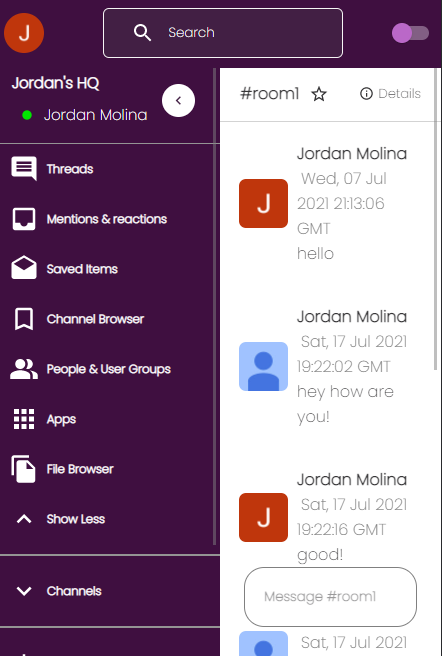 J
Search
Jordan's HQ
Jordan Molina
Threads
Mentions & reactions
Saved Items
Channel Browser
People & User Groups
Apps
File Browser
Show Less
Channels
#room1
Details
Jordan Molina
Wed, 07 Jul
2021 21:13:06
GMT
J
hello
Jordan Molina
Sat, 17 Jul 2021
19:22:02 GMT
hey how are
you!
Jordan Molina
Sat, 17 Jul 2021
19:22:16 GMT
J
good!
Message #room1
Sat, 17 Jul 2021